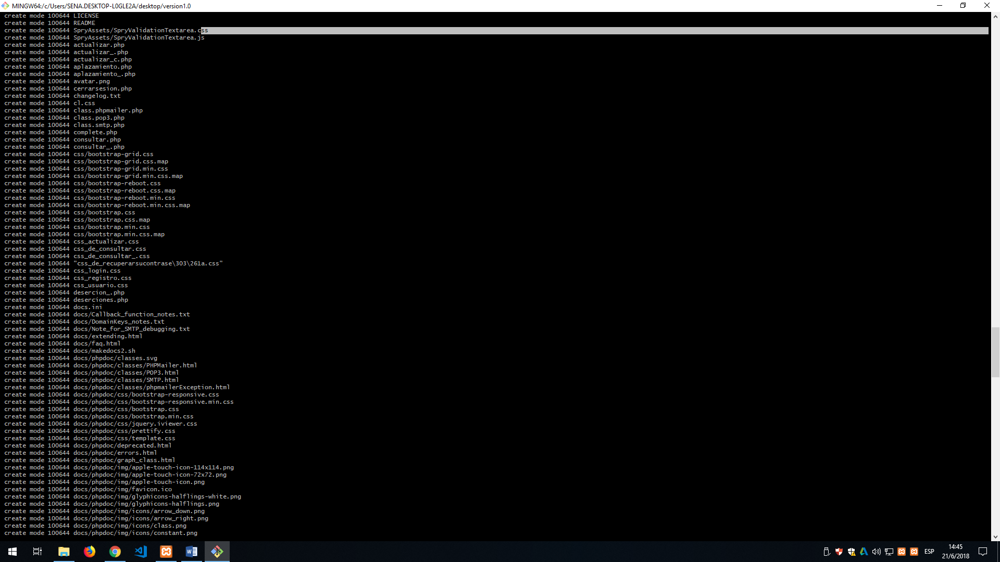 MINGW64:/c/Users/SENA.DESKTOP-L0GLE2A/desktop/version1.0
create mode 100644 LICENSE
create mode 100644 README
create mode 100644 SpryAssets/SpryValidationTextarea.css
create mode 100644 SpryAssets/SpryValidationTextarea.js
create mode 100644 actualizar.php
create mode 100644 actualizar_.php
create mode 100644 actualizar_c.php
create mode 100644 aplazamiento.php
create mode 100644 aplazamiento_.php
create mode 100644 avatar.png
create mode 100644 cerrarsesion.php
create mode 100644 changelog.txt
create mode 100644 cl.css
create mode 100644 class.phpmailer.php
create mode 100644 class.pop3.php
create mode 100644 class.smtp.php
create mode 100644 complete.php
create mode 100644 consultar.php
create mode 100644 consultar_.php
create mode 100644 css/bootstrap-grid.css
create mode 100644 css/bootstrap-grid.css.map
create mode 100644 css/bootstrap-grid.min.css
create mode 100644 css/bootstrap-grid.min.css.map
create mode 100644 css/bootstrap-reboot.css
create mode 100644 css/bootstrap-reboot.css.map
create mode 100644 css/bootstrap-reboot.min.css
create mode 100644 css/bootstrap-reboot.min.css.map
create mode 100644 css/bootstrap.css
create mode 100644 css/bootstrap.css.map
create mode 100644 css/bootstrap.min.css
create mode 100644 css/bootstrap.min.css.map
create mode 100644 css_actualizar.css
create mode 100644 css_de_consultar.css
create mode 100644 css_de_consultar_.css
create mode 100644 "css_de_recuperarsucontrase\303\261a.css"
create mode 100644 css_login.css
create mode 100644 css_registro.css
create mode 100644 css_usuario.css
create mode 100644 desercion_.php
create mode 100644 deserciones.php
create mode 100644 docs.ini
create mode 100644 docs/Callback_function_notes.txt
create mode 100644 docs/DomainKeys_notes.txt
create mode 100644 docs/Note_for_SMTP_debugging.txt
create mode 100644 docs/extending.html
create mode 100644 docs/faq.html
create mode 100644 docs/makedocs2.sh
create mode 100644 docs/phpdoc/classes.svg
create mode 100644 docs/phpdoc/classes/PHPMailer.html
create mode 100644 docs/phpdoc/classes/POP3.html
create mode 100644 docs/phpdoc/classes/SMTP.html
create mode 100644 docs/phpdoc/classes/phpmailerException.html
create mode 100644 docs/phpdoc/css/bootstrap-responsive.css
create mode 100644 docs/phpdoc/css/bootstrap-responsive.min.css
create mode 100644 docs/phpdoc/css/bootstrap.css
create mode 100644 docs/phpdoc/css/bootstrap.min.css
create mode 100644 docs/phpdoc/css/jquery.iviewer.css
create mode 100644 docs/phpdoc/css/prettify.css
create mode 100644 docs/phpdoc/css/template.css
create mode 100644 docs/phpdoc/deprecated.html
create mode 100644 docs/phpdoc/errors.html
create mode 100644 docs/phpdoc/graph_class.html
create mode 100644 docs/phpdoc/img/apple-touch-icon-114x114.png
create mode 100644 docs/phpdoc/img/apple-touch-icon-72x72.png
create mode 100644 docs/phpdoc/img/apple-touch-icon.png
create mode 100644 docs/phpdoc/img/favicon.ico
create mode 100644 docs/phpdoc/img/glyphicons-halflings-white.png
create mode 100644 docs/phpdoc/img/glyphicons-halflings.png
create mode 100644 docs/phpdoc/img/icons/arrow_down.png
create mode 100644 docs/phpdoc/img/icons/arrow_right.png
create mode 100644 docs/phpdoc/img/icons/class.png
create mode 100644 docs/phpdoc/img/icons/constant.png
ESP
14:45
21/6/2018